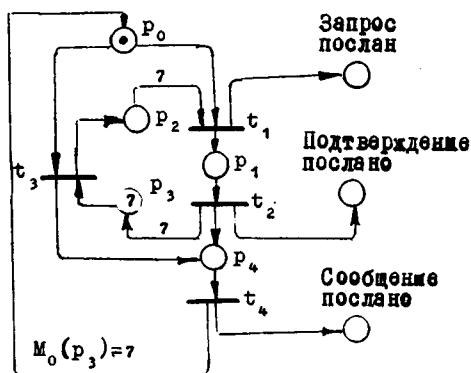 p₀
Запрос
послан
7
p₂
t₁
Подтверждение
послано
p₁
t₃
p₃
7
t₂
7
p₄
Сообщение
послано
t₄
M₀(p₃)=7